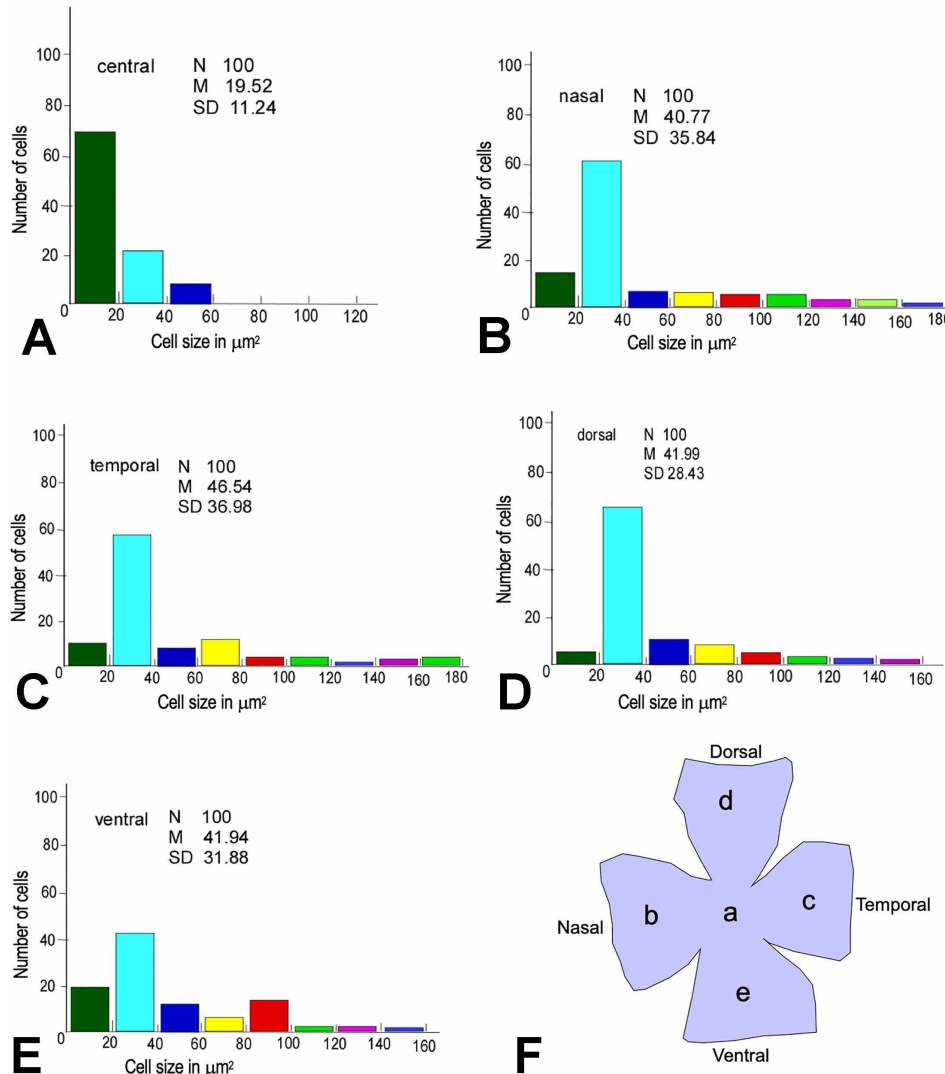 central
N 100
M 19.52
SD 11.24
Number of cells
100
80
60
40
20
0
20 40 60 80 100 120
Cell size in µm²
A
nasal
N 100
M 40.77
SD 35.84
Number of cells
100
80
60
40
20
0
20 40 60 80 100 120 140 160 180
Cell size in µm²
B
temporal
N 100
M 46.54
SD 36.98
Number of cells
100
80
60
40
20
0
20 40 60 80 100 120 140 160 180
Cell size in µm²
C
dorsal
N 100
M 41.99
SD 28.43
Number of cells
100
80
60
40
20
0
20 40 60 80 100 120 140 160
Cell size in µm²
D
ventral
N 100
M 41.94
SD 31.88
Number of cells
100
80
60
40
20
0
20 40 60 80 100 120 140 160
Cell size in µm²
E
Dorsal
d
Nasal
b
a
c
Temporal
e
Ventral
F